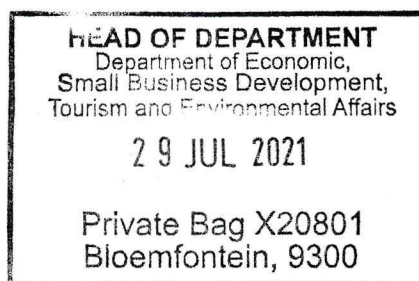 HEAD OF DEPARTMENT
Department of Economic,
Small Business Development,
Tourism and Environmental Affairs
29 JUL 2021
Private Bag X20801
Bloemfontein, 9300